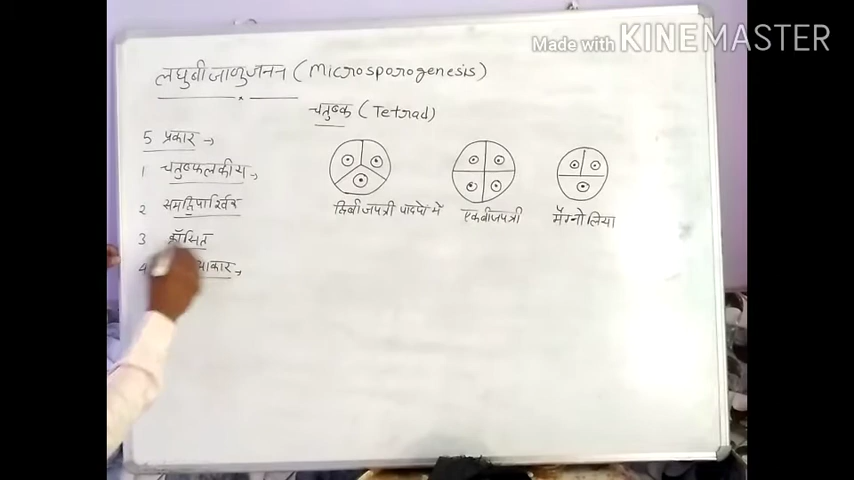 Made with KINEMASTER
लघुबीजाणुजनन (Microsporogenesis)
चतुष्क (Tetrad)
5 प्रकार →
1 चतुष्फलकीय →
2 समद्विपार्श्विक
3 क्रॉसित
4 आकार →
द्विबीजपत्री पादपो में
एकबीजपत्री
मैग्नोलिया